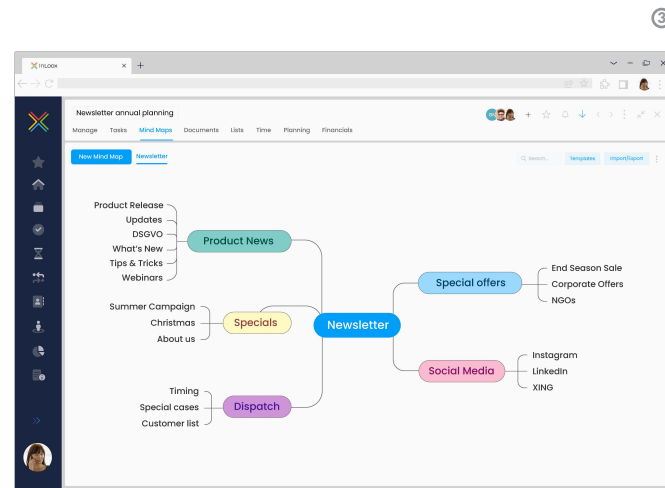 3
INLOOX
Newsletter annual planning
Manage Tasks Mind Maps Documents Lists Time Planning Financials
New Mind Map Newsletter Search... Templates Import/Export
Product Release
Updates
DSGVO
What's New
Tips & Tricks
Webinars
Product News
Summer Campaign
Christmas
About us
Specials
Timing
Special cases
Customer list
Dispatch
Newsletter
Special offers
End Season Sale
Corporate Offers
NGOs
Social Media
Instagram
LinkedIn
XING